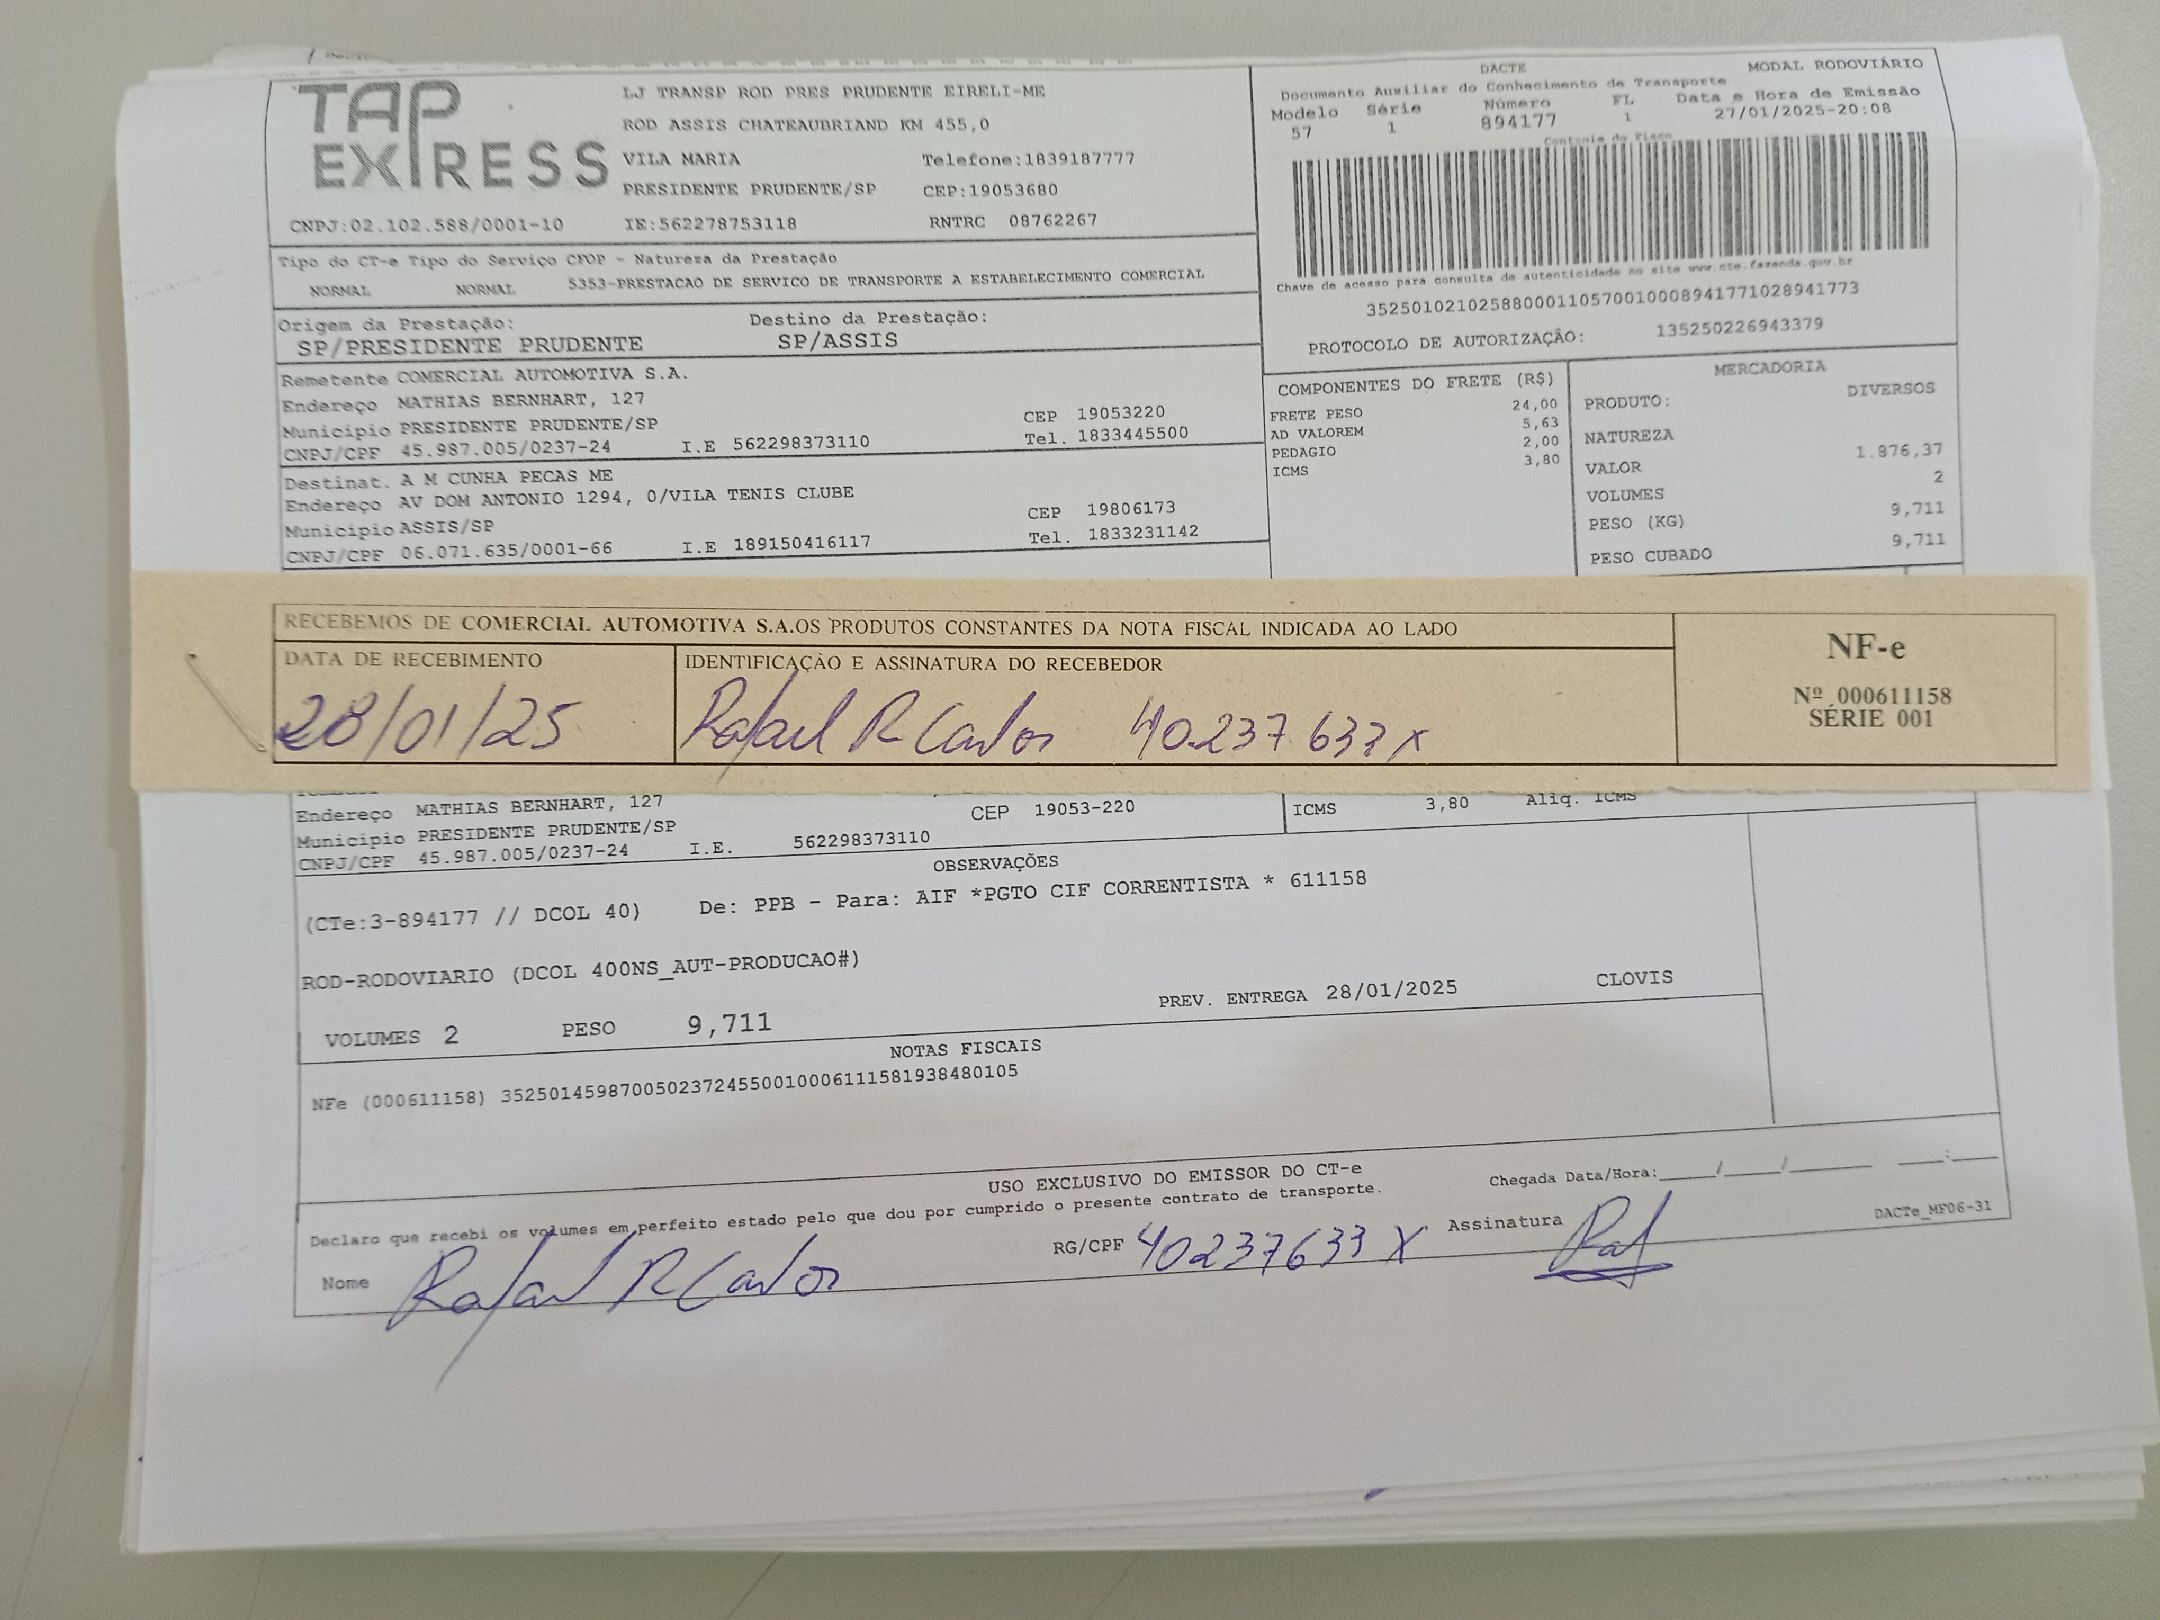 TAP
EXPRESS
LJ TRANSP ROD PRES PRUDENTE EIRELI-ME
ROD ASSIS CHATEAUBRIAND KM 455,0
VILA MARIA Telefone:1839187777
PRESIDENTE PRUDENTE/SP CEP:19053680
CNPJ:02.102.588/0001-10 IE:562278753118 RNTRC 08762267
DACTE MODAL RODOVIÁRIO
Documento Auxiliar do Conhecimento de Transporte
Modelo Série Número FL Data e Hora de Emissão
57 1 894177 1 27/01/2025-20:08
Controle do Fisco
Chave de acesso para consulta de autenticidade no site www.cte.fazenda.gov.br
35250102102588000110570010008941771028941773
PROTOCOLO DE AUTORIZAÇÃO: 135250226943379
Tipo do CT-e Tipo do Serviço CFOP - Natureza da Prestação
NORMAL NORMAL 5353-PRESTACAO DE SERVICO DE TRANSPORTE A ESTABELECIMENTO COMERCIAL
Origem da Prestação: Destino da Prestação:
SP/PRESIDENTE PRUDENTE SP/ASSIS
Remetente COMERCIAL AUTOMOTIVA S.A.
Endereço MATHIAS BERNHART, 127
Município PRESIDENTE PRUDENTE/SP CEP 19053220
CNPJ/CPF 45.987.005/0237-24 I.E 562298373110 Tel. 1833445500
Destinat. A M CUNHA PECAS ME
Endereço AV DOM ANTONIO 1294, 0/VILA TENIS CLUBE
Município ASSIS/SP CEP 19806173
CNPJ/CPF 06.071.635/0001-66 I.E 189150416117 Tel. 1833231142
COMPONENTES DO FRETE (R$)
FRETE PESO 24,00
AD VALOREM 5,63
PEDAGIO 2,00
ICMS 3,80
MERCADORIA
PRODUTO: DIVERSOS
NATUREZA
VALOR 1.876,37
VOLUMES 2
PESO (KG) 9,711
PESO CUBADO 9,711
RECEBEMOS DE COMERCIAL AUTOMOTIVA S.A.OS PRODUTOS CONSTANTES DA NOTA FISCAL INDICADA AO LADO
DATA DE RECEBIMENTO IDENTIFICAÇÃO E ASSINATURA DO RECEBEDOR
28/01/25 Rafael R Carlos 40.237.633 X
NF-e
Nº 000611158
SÉRIE 001
Endereço MATHIAS BERNHART, 127 CEP 19053-220
Município PRESIDENTE PRUDENTE/SP
CNPJ/CPF 45.987.005/0237-24 I.E. 562298373110
ICMS 3,80 Aliq. ICMS
OBSERVAÇÕES
(CTe:3-894177 // DCOL 40) De: PPB - Para: AIF *PGTO CIF CORRENTISTA * 611158
ROD-RODOVIARIO (DCOL 400NS_AUT-PRODUCAO#)
PREV. ENTREGA 28/01/2025 CLOVIS
VOLUMES 2 PESO 9,711
NOTAS FISCAIS
NFe (000611158) 35250145987005023724550010006111581938480105
USO EXCLUSIVO DO EMISSOR DO CT-e
Declaro que recebi os volumes em perfeito estado pelo que dou por cumprido o presente contrato de transporte.
Chegada Data/Hora:____/____/______ ___:___
Nome Rafael R Carlos RG/CPF 40237633 X Assinatura Raf
DACTe_MF06-31